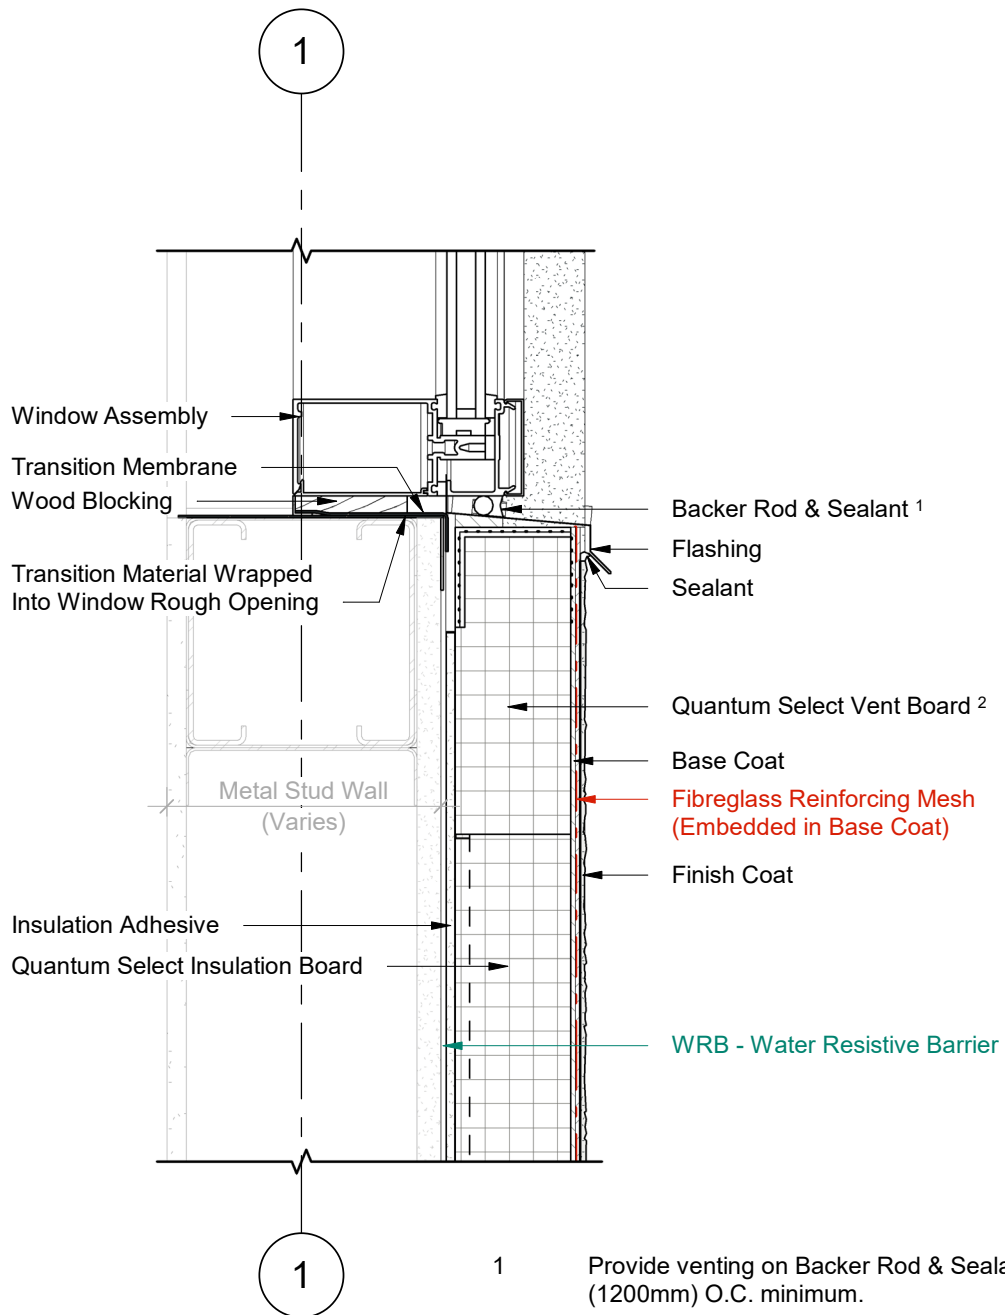 1
Window Assembly
Transition Membrane
Wood Blocking
Backer Rod & Sealant 1
Flashing
Transition Material Wrapped
Into Window Rough Opening
Sealant
Quantum Select Vent Board 2
Base Coat
Metal Stud Wall
(Varies)
Fibreglass Reinforcing Mesh
(Embedded in Base Coat)
Finish Coat
Insulation Adhesive
Quantum Select Insulation Board
WRB - Water Resistive Barrier
1
1 Provide venting on Backer Rod &
(1200mm) O.C. minimum.